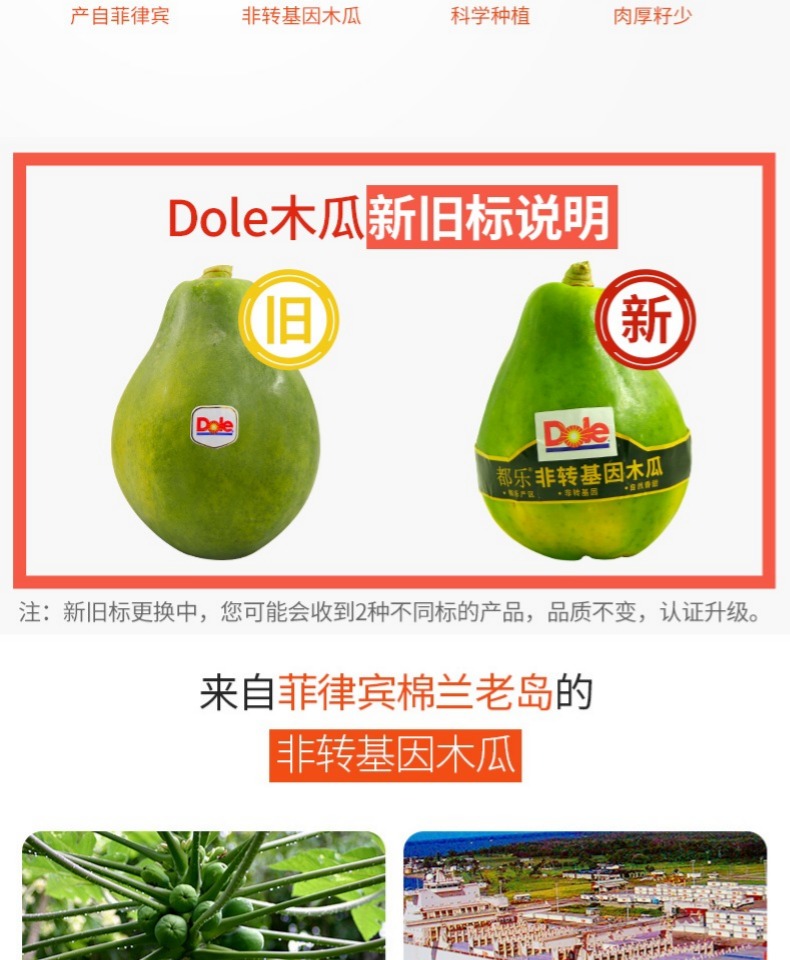 产自菲律宾 非转基因木瓜 科学种植 肉厚籽少
Dole木瓜新旧标说明
旧 新
Dole
Dole
都乐®非转基因木瓜
注：新旧标更换中，您可能会收到2种不同标的产品，品质不变，认证升级。
来自菲律宾棉兰老岛的
非转基因木瓜